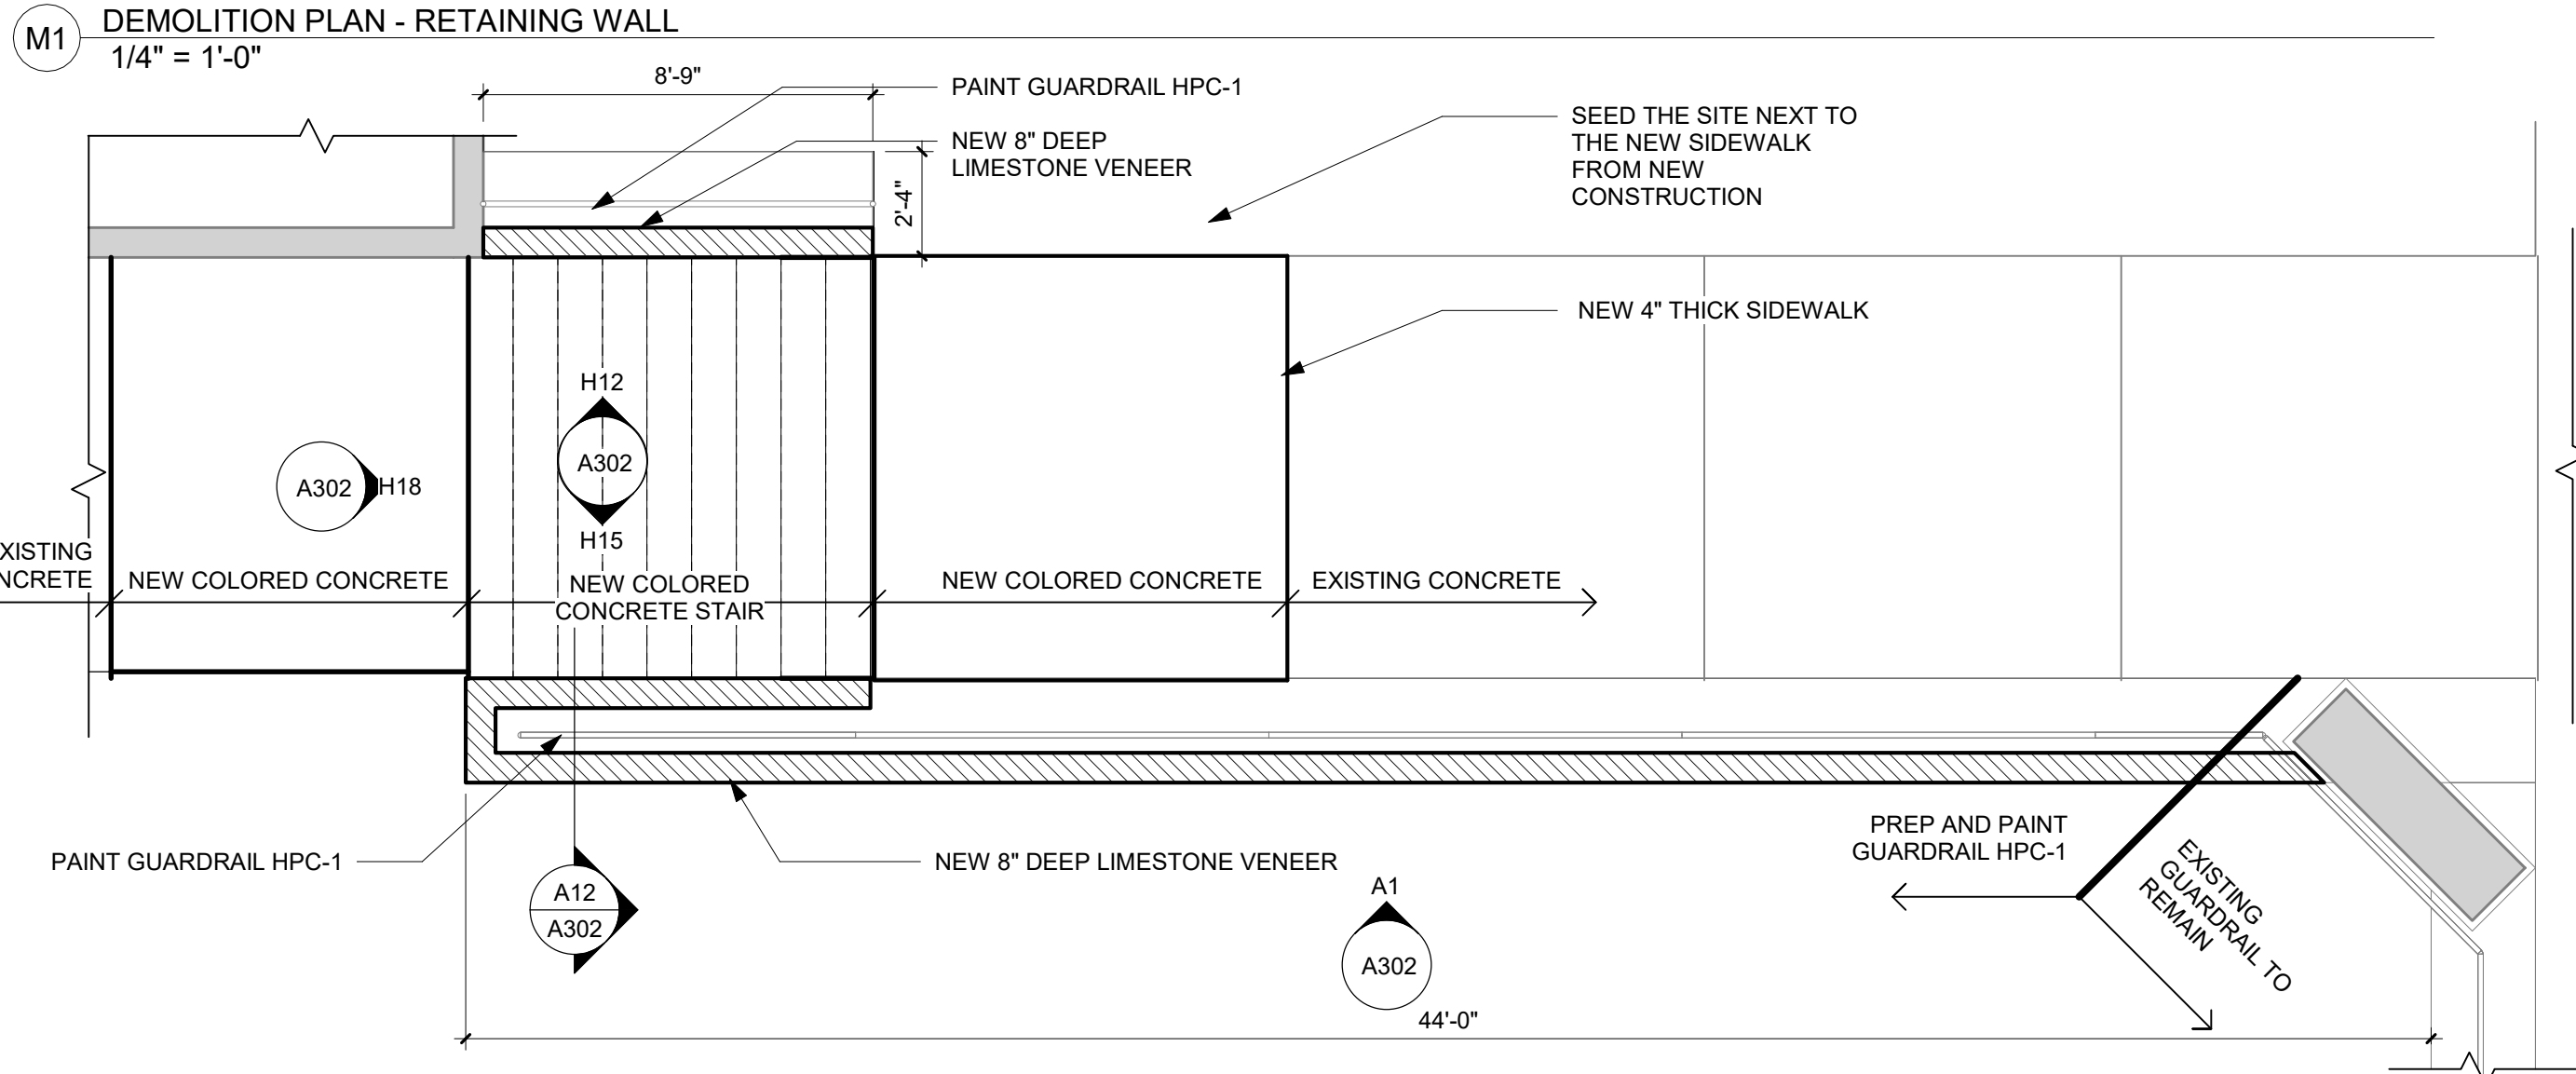 M1 DEMOLITION PLAN - RETAINING WALL
1/4" = 1'-0"
8'-9"
PAINT GUARDRAIL HPC-1
NEW 8" DEEP
LIMESTONE VENEER
2'-4"
SEED THE SITE NEXT TO
THE NEW SIDEWALK
FROM NEW
CONSTRUCTION
NEW 4" THICK SIDEWALK
H12
A302
H15
A302
H18
XISTING
NCRETE
NEW COLORED CONCRETE
NEW COLORED
CONCRETE STAIR
NEW COLORED CONCRETE
EXISTING CONCRETE
PAINT GUARDRAIL HPC-1
A12
A302
NEW 8" DEEP LIMESTONE VENEER
A1
A302
PREP AND PAINT
GUARDRAIL HPC-1
EXISTING
GUARDRAIL TO
REMAIN
44'-0"